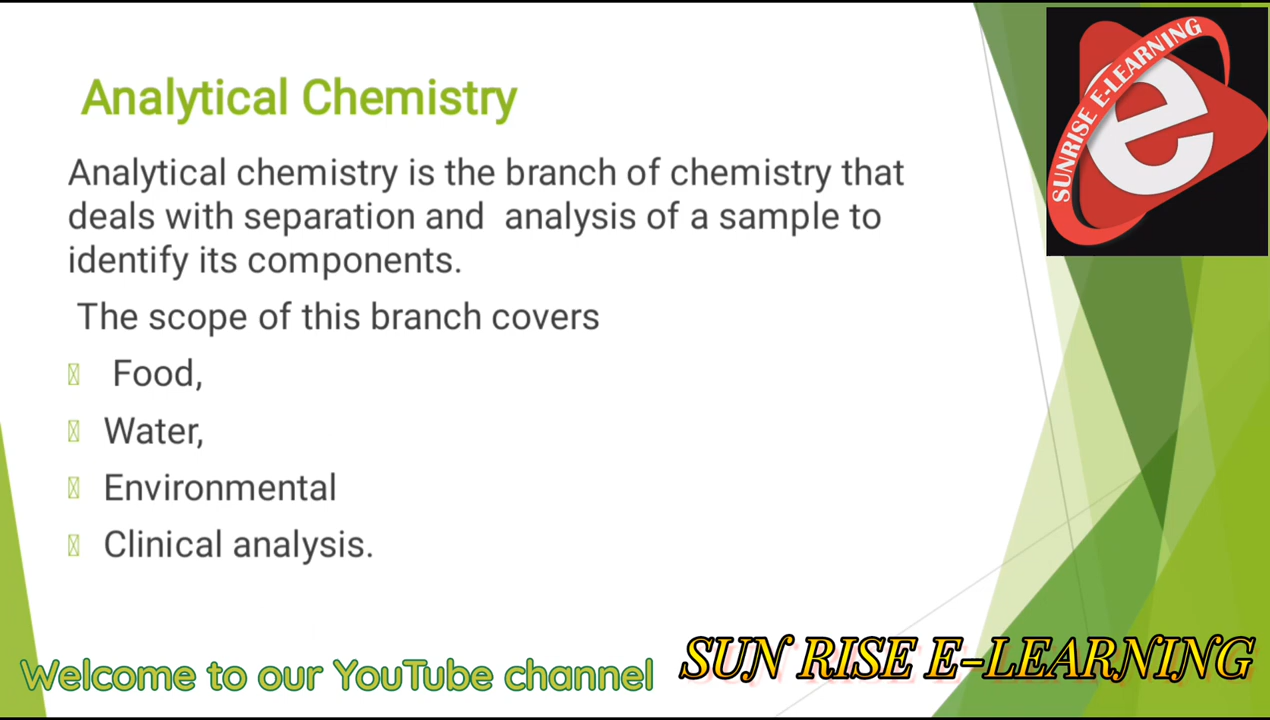 Analytical Chemistry
Analytical chemistry is the branch of chemistry that
deals with separation and analysis of a sample to
identify its components.
The scope of this branch covers
Food,
Water,
Environmental
Clinical analysis.
SUNRISE E-LEARNING
e
Welcome to our YouTube channel
SUN RISE E-LEARNING